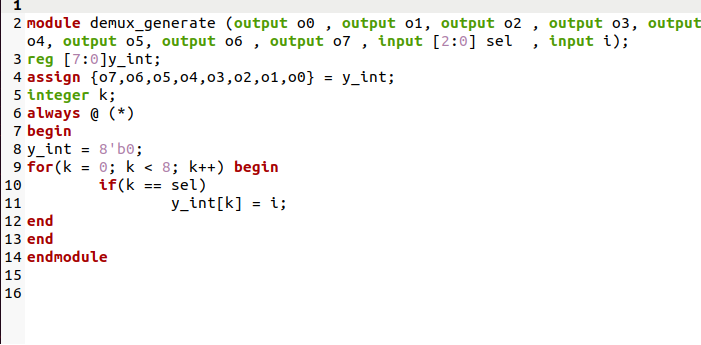 1
2 module demux_generate (output o0 , output o1, output o2 , output o3, output
o4, output o5, output o6 , output o7 , input [2:0] sel  , input i);
3 reg [7:0]y_int;
4 assign {o7,o6,o5,o4,o3,o2,o1,o0} = y_int;
5 integer k;
6 always @ (*)
7 begin
8 y_int = 8'b0;
9 for(k = 0; k < 8; k++) begin
10         if(k == sel)
11                 y_int[k] = i;
12 end
13 end
14 endmodule
15
16